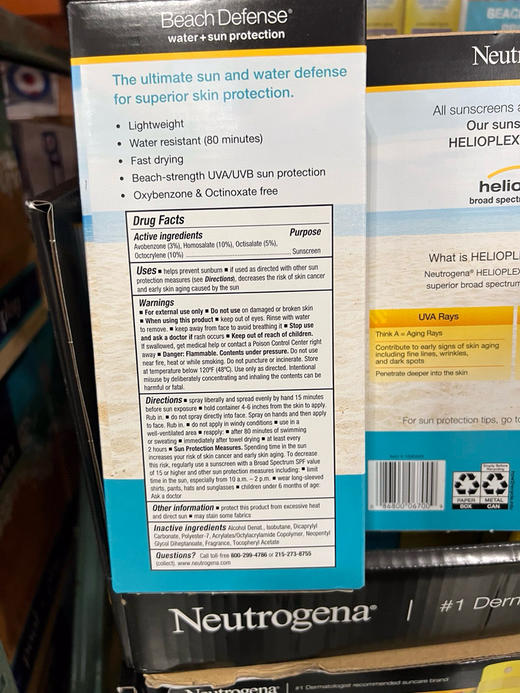 Beach Defense®
water + sun protection
The ultimate sun and water defense
for superior skin protection.
• Lightweight
• Water resistant (80 minutes)
• Fast drying
• Beach-strength UVA/UVB sun protection
• Oxybenzone & Octinoxate free
Drug Facts
Active ingredients Purpose
Avobenzone (3%), Homosalate (10%), Octisalate (5%),
Octocrylene (10%) Sunscreen
Uses ■ helps prevent sunburn ■ if used as directed with other sun
protection measures (see Directions), decreases the risk of skin cancer
and early skin aging caused by the sun
Warnings
■ For external use only ■ Do not use on damaged or broken skin
■ When using this product ■ keep out of eyes. Rinse with water
to remove. ■ keep away from face to avoid breathing it ■ Stop use
and ask a doctor if rash occurs ■ Keep out of reach of children.
If swallowed, get medical help or contact a Poison Control Center right
away ■ Danger: Flammable. Contents under pressure. Do not use
near fire, heat or while smoking. Do not puncture or incinerate. Store
at temperature below 120ºF (48ºC). Use only as directed. Intentional
misuse by deliberately concentrating and inhaling the contents can be
harmful or fatal.
Directions ■ spray liberally and spread evenly by hand 15 minutes
before sun exposure ■ hold container 4-6 inches from the skin to apply.
Rub in. ■ do not spray directly into face. Spray on hands and then apply
to face. Rub in. ■ do not apply in windy conditions ■ use in a
well-ventilated area ■ reapply: ■ after 80 minutes of swimming
or sweating ■ immediately after towel drying ■ at least every
2 hours ■ Sun Protection Measures. Spending time in the sun
increases your risk of skin cancer and early skin aging. To decrease
this risk, regularly use a sunscreen with a Broad Spectrum SPF value
of 15 or higher and other sun protection measures including: ■ limit
time in the sun, especially from 10 a.m. – 2 p.m. ■ wear long-sleeved
shirts, pants, hats and sunglasses ■ children under 6 months of age:
Ask a doctor
Other information ■ protect this product from excessive heat
and direct sun ■ may stain some fabrics
Inactive ingredients Alcohol Denat., Isobutane, Dicaprylyl
Carbonate, Polyester-7, Acrylates/Octylacrylamide Copolymer, Neopentyl
Glycol Diheptanoate, Fragrance, Tocopheryl Acetate
Questions? Call toll-free 800-299-4786 or 215-273-8755
(collect). www.neutrogena.com
BEAC
Neutr
All sunscreens a
Our suns
HELIOPLEX
helio
broad spect
What is HELIOPL
Neutrogena® HELIOPLEX
superior broad spectrum
UVA Rays
Think A = Aging Rays
Contribute to early signs of skin aging
including fine lines, wrinkles,
and dark spots
Penetrate deeper into the skin
For sun protection tips, go to
86800 06700
PAPER
BOX
METAL
CAN
Neutrogena® | #1 Derm
Neutrogena® | #1 Dermatologist recommended suncare brand